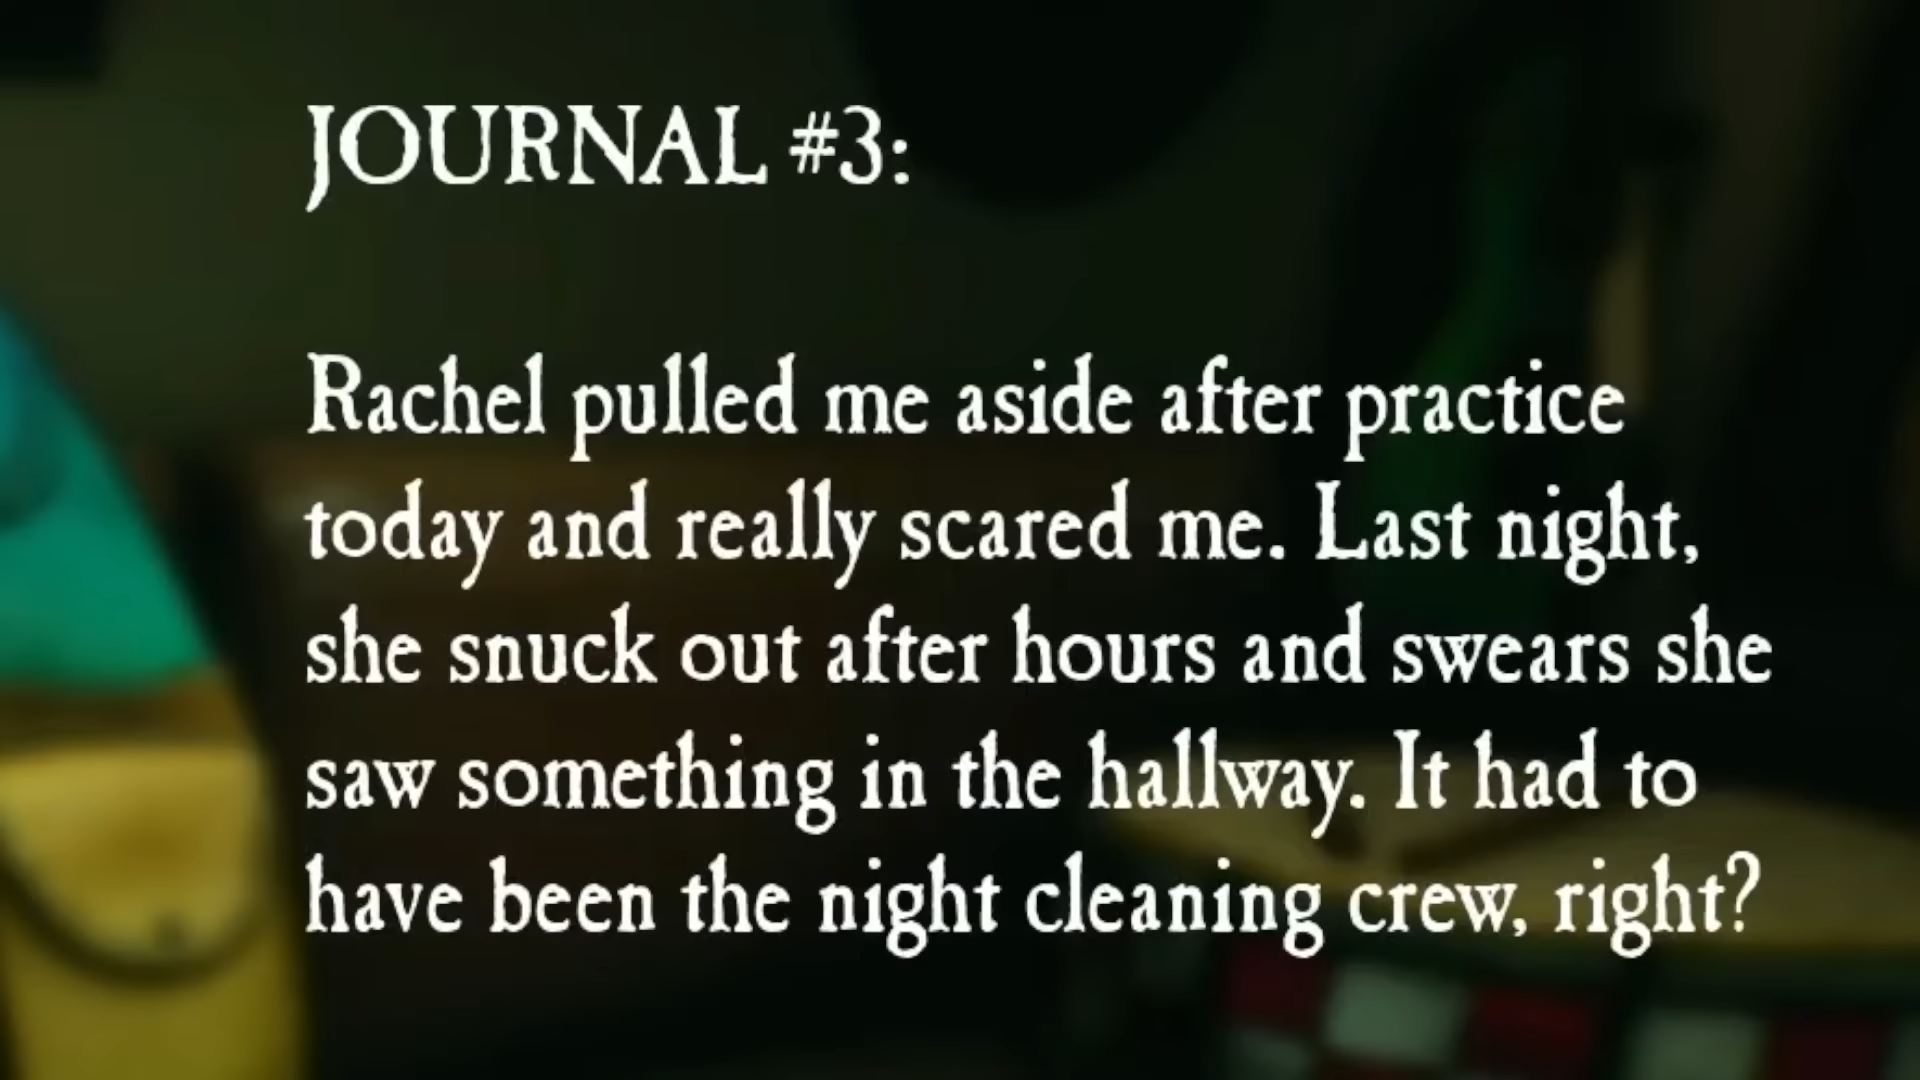 JOURNAL #3:
Rachel pulled me aside after practice
today and really scared me. Last night,
she snuck out after hours and swears she
saw something in the hallway. It had to
have been the night cleaning crew, right?